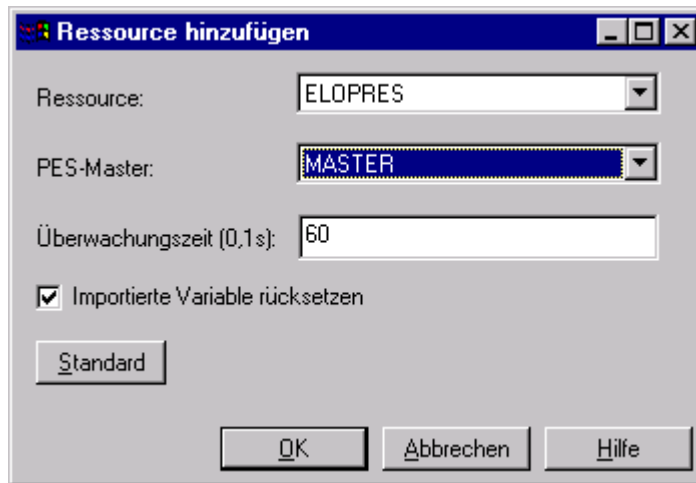 Ressource hinzufügen
Ressource: ELOPRES
PES-Master: MASTER
Überwachungszeit (0,1s): 60
Importierte Variable rücksetzen
Standard
OK Abbrechen Hilfe